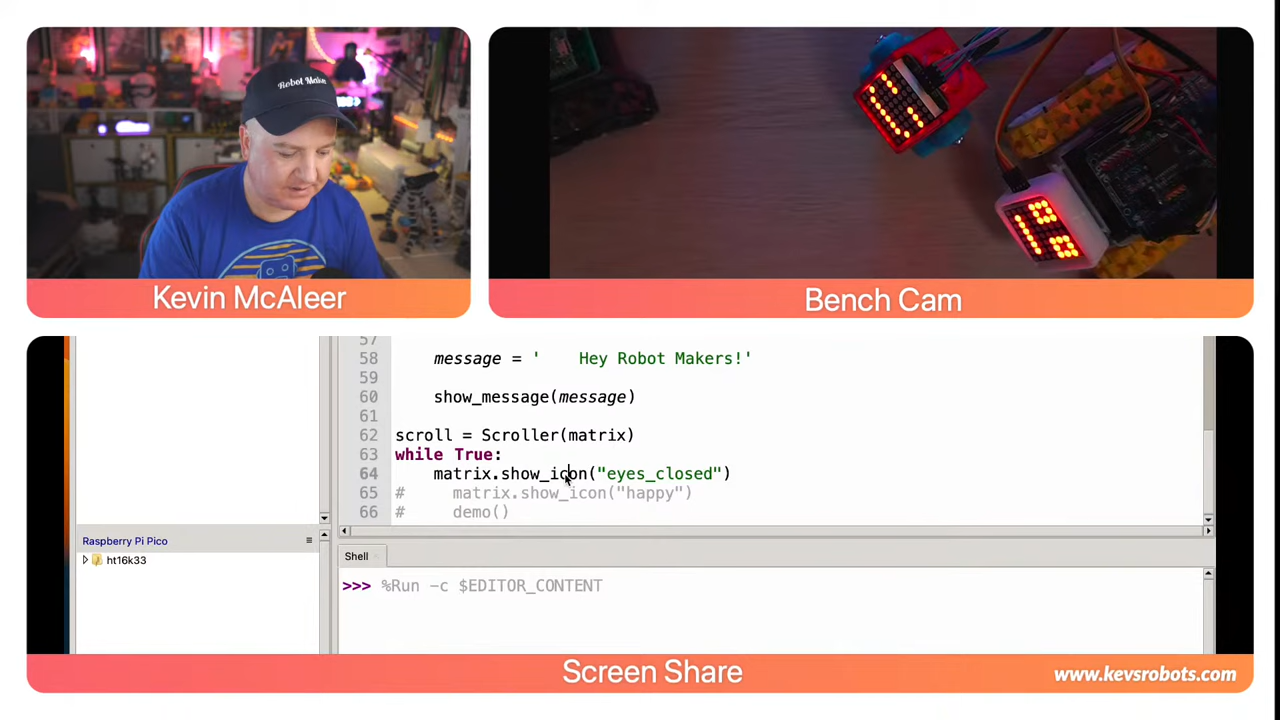 Robot Maker
Kevin McAleer
Bench Cam
57
58 message = '    Hey Robot Makers!'
59
60 show_message(message)
61
62 scroll = Scroller(matrix)
63 while True:
64 matrix.show_icon("eyes_closed")
65 #     matrix.show_icon("happy")
66 #     demo()
Raspberry Pi Pico
ht16k33
Shell
>>> %Run -c $EDITOR_CONTENT
Screen Share
www.kevsrobots.com